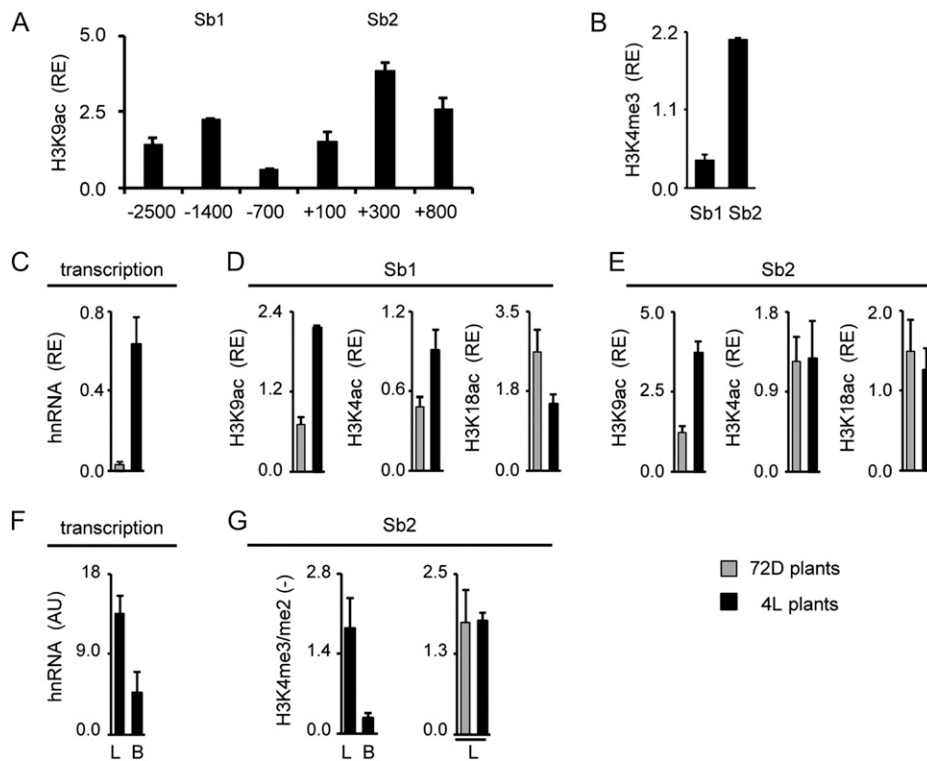 A
Sb1 Sb2
H3K9ac (RE)
5.0
2.5
0.0
-2500 -1400 -700 +100 +300 +800
B
H3K4me3 (RE)
2.2
1.1
0.0
Sb1 Sb2
C
transcription
hnRNA (RE)
0.8
0.4
0.0
D
Sb1
H3K9ac (RE)
2.4
1.2
0.0
H3K4ac (RE)
1.2
0.6
0.0
H3K18ac (RE)
3.5
1.8
0.0
E
Sb2
H3K9ac (RE)
5.0
2.5
0.0
H3K4ac (RE)
1.8
0.9
0.0
H3K18ac (RE)
2.0
1.0
0.0
F
transcription
hnRNA (AU)
18
9.0
0.0
L B
G
Sb2
H3K4me3/me2 (-)
2.8
1.4
0.0
L B
2.5
1.3
0.0
L
72D plants
4L plants